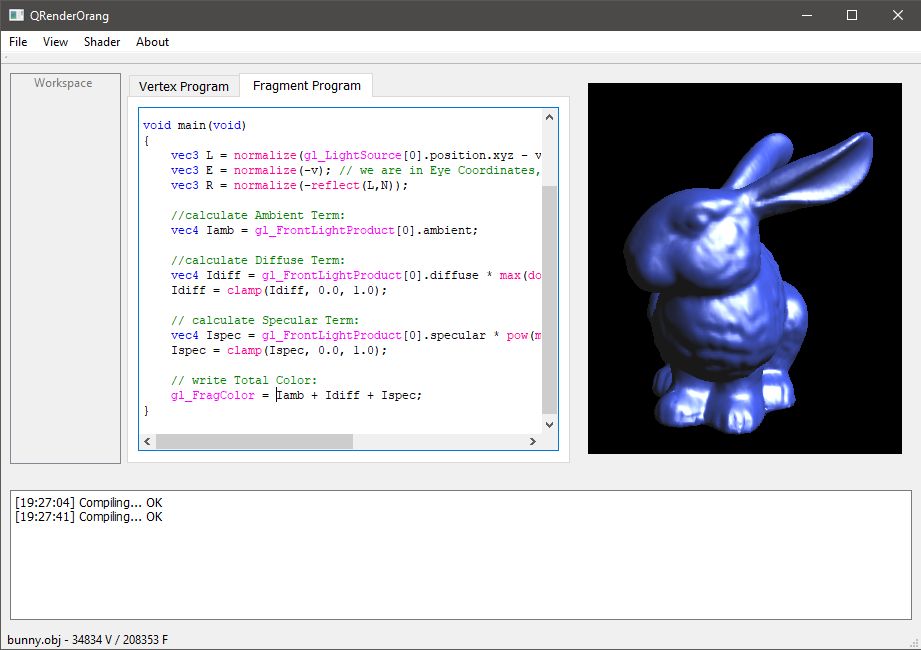 QRenderOrang
File View Shader About
Workspace
Vertex Program
Fragment Program
void main(void)
{
vec3 L = normalize(gl_LightSource[0].position.xyz - v
vec3 E = normalize(-v); // we are in Eye Coordinates,
vec3 R = normalize(-reflect(L,N));
//calculate Ambient Term:
vec4 Iamb = gl_FrontLightProduct[0].ambient;
//calculate Diffuse Term:
vec4 Idiff = gl_FrontLightProduct[0].diffuse * max(do
Idiff = clamp(Idiff, 0.0, 1.0);
// calculate Specular Term:
vec4 Ispec = gl_FrontLightProduct[0].specular * pow(m
Ispec = clamp(Ispec, 0.0, 1.0);
// write Total Color:
gl_FragColor = Iamb + Idiff + Ispec;
}
[19:27:04] Compiling... OK
[19:27:41] Compiling... OK
bunny.obj - 34834 V / 208353 F